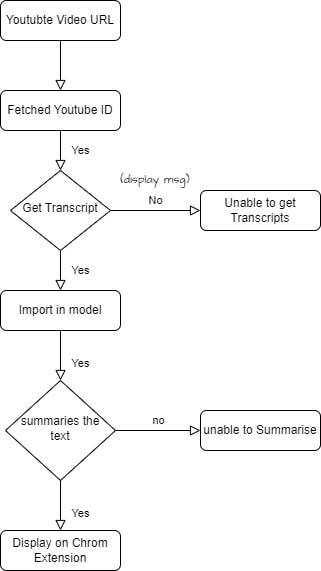 Youtubte Video URL
Fetched Youtube ID
Yes
(display msg)
Get Transcript
No
Unable to get
Transcripts
Yes
Import in model
Yes
summaries the
text
no
unable to Summarise
Yes
Display on Chrom
Extension